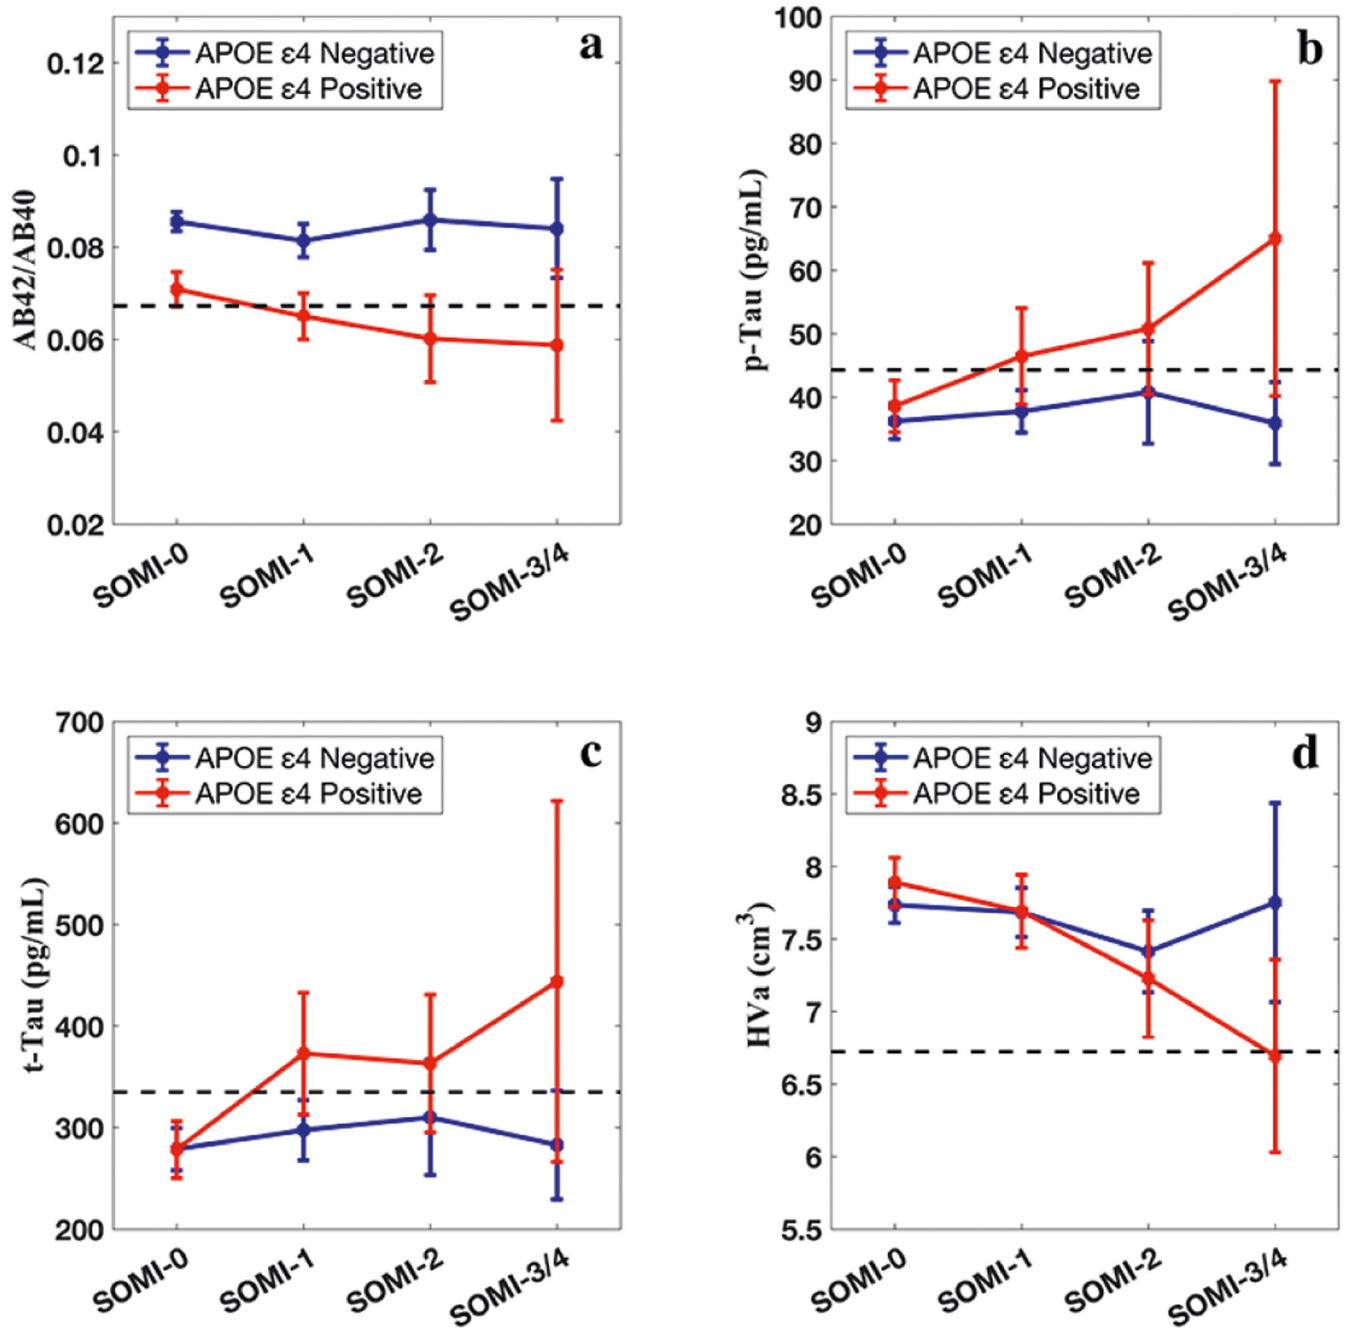 a
APOE ε4 Negative
APOE ε4 Positive
0.12
0.1
0.08
0.06
0.04
0.02
AB42/AB40
SOMI-0
SOMI-1
SOMI-2
SOMI-3/4
b
APOE ε4 Negative
APOE ε4 Positive
100
90
80
70
60
50
40
30
20
p-Tau (pg/mL)
SOMI-0
SOMI-1
SOMI-2
SOMI-3/4
c
APOE ε4 Negative
APOE ε4 Positive
700
600
500
400
300
200
t-Tau (pg/mL)
SOMI-0
SOMI-1
SOMI-2
SOMI-3/4
d
APOE ε4 Negative
APOE ε4 Positive
9
8.5
8
7.5
7
6.5
6
5.5
HVa (cm³)
SOMI-0
SOMI-1
SOMI-2
SOMI-3/4